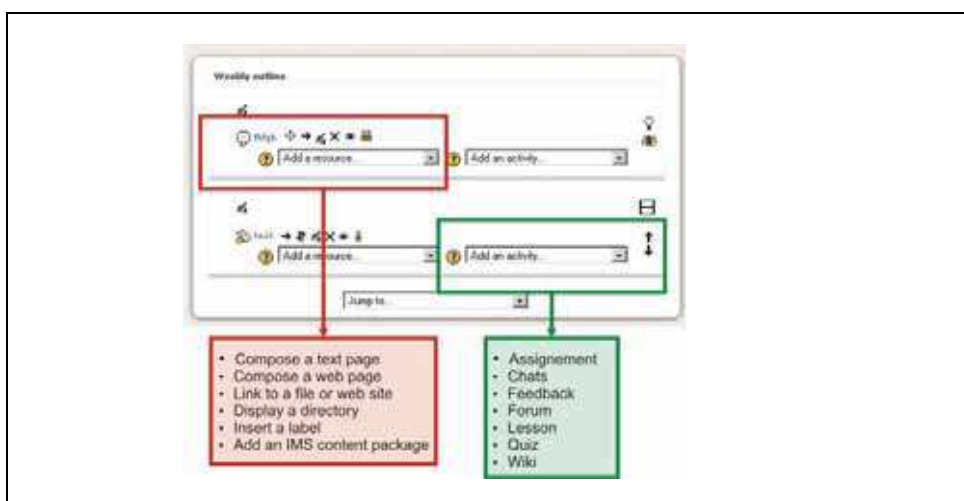 Weekly outline
Add a resource...
Add an activity...
Add a resource...
Add an activity...
Jump to...
• Compose a text page
• Compose a web page
• Link to a file or web site
• Display a directory
• Insert a label
• Add an IMS content package
• Assignement
• Chats
• Feedback
• Forum
• Lesson
• Quiz
• Wiki